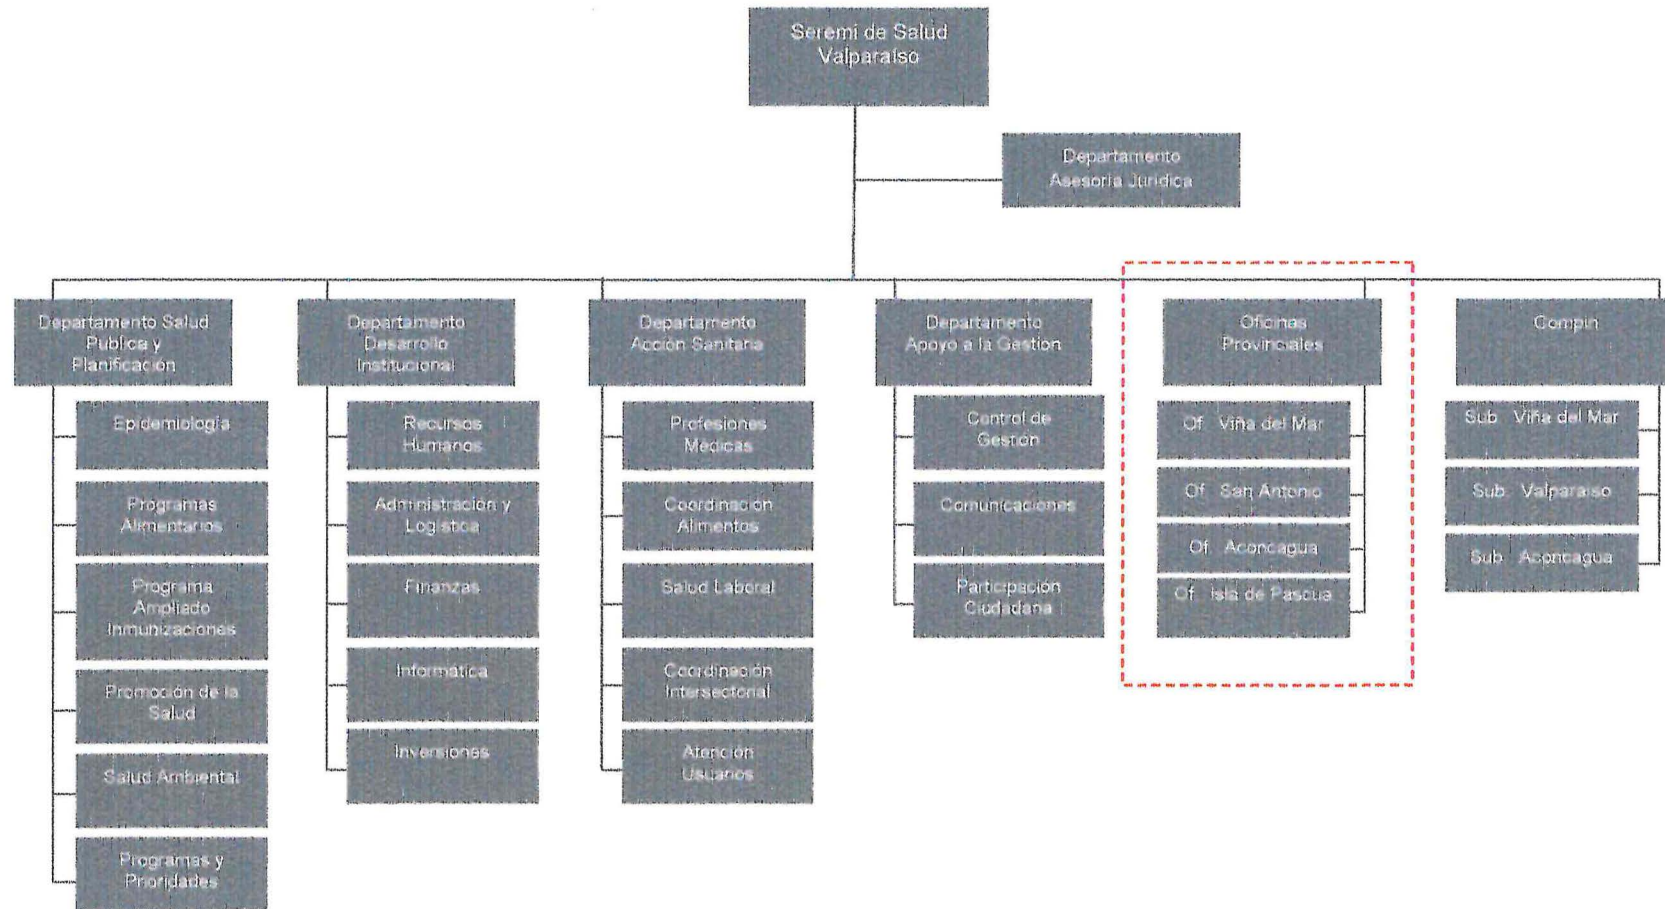 Seremi de Salud
Valparaíso
Departamento
Asesoría Jurídica
Departamento Salud
Pública y
Planificación
Epidemiología
Programas
Alimentarios
Programa
Ampliado
Inmunizaciones
Promoción de la
Salud
Salud Ambiental
Programas y
Prioridades
Departamento
Desarrollo
Institucional
Recursos
Humanos
Administración y
Logística
Finanzas
Informática
Inversiones
Departamento
Acción Sanitaria
Profesiones
Médicas
Coordinación
Alimentos
Salud Laboral
Coordinación
Intersectorial
Atención
Usuarios
Departamento
Apoyo a la Gestión
Control de
Gestión
Comunicaciones
Participación
Ciudadana
Oficinas
Provinciales
Of. Viña del Mar
Of. San Antonio
Of. Aconcagua
Of. Isla de Pascua
Compin
Sub. Viña del Mar
Sub. Valparaíso
Sub. Aconcagua